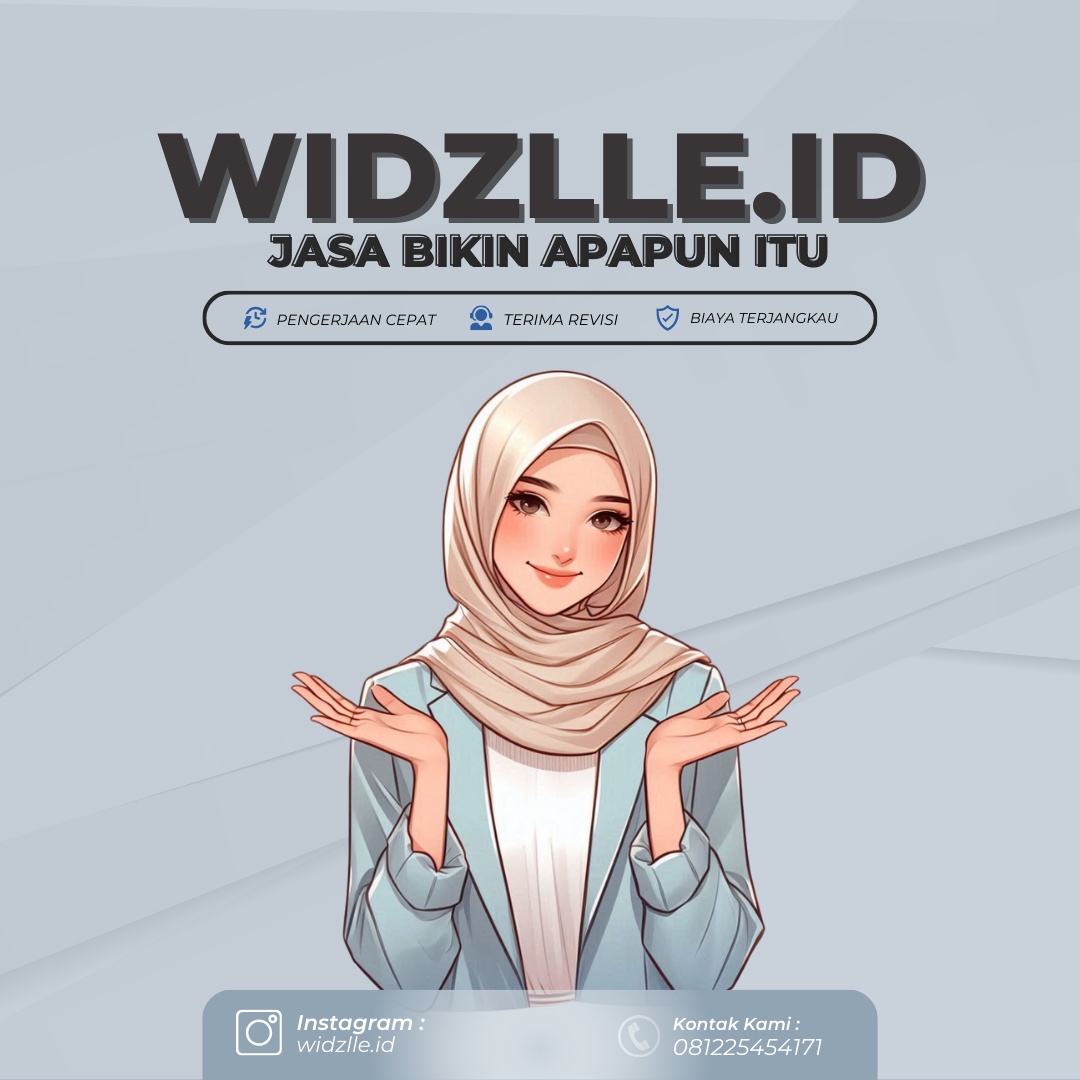 WIDZLLE.ID
JASA BIKIN APAPUN ITU
PENGERJAAN CEPAT TERIMA REVISI BIAYA TERJANGKAU
Instagram :
widzlle.id
Kontak Kami :
081225454171